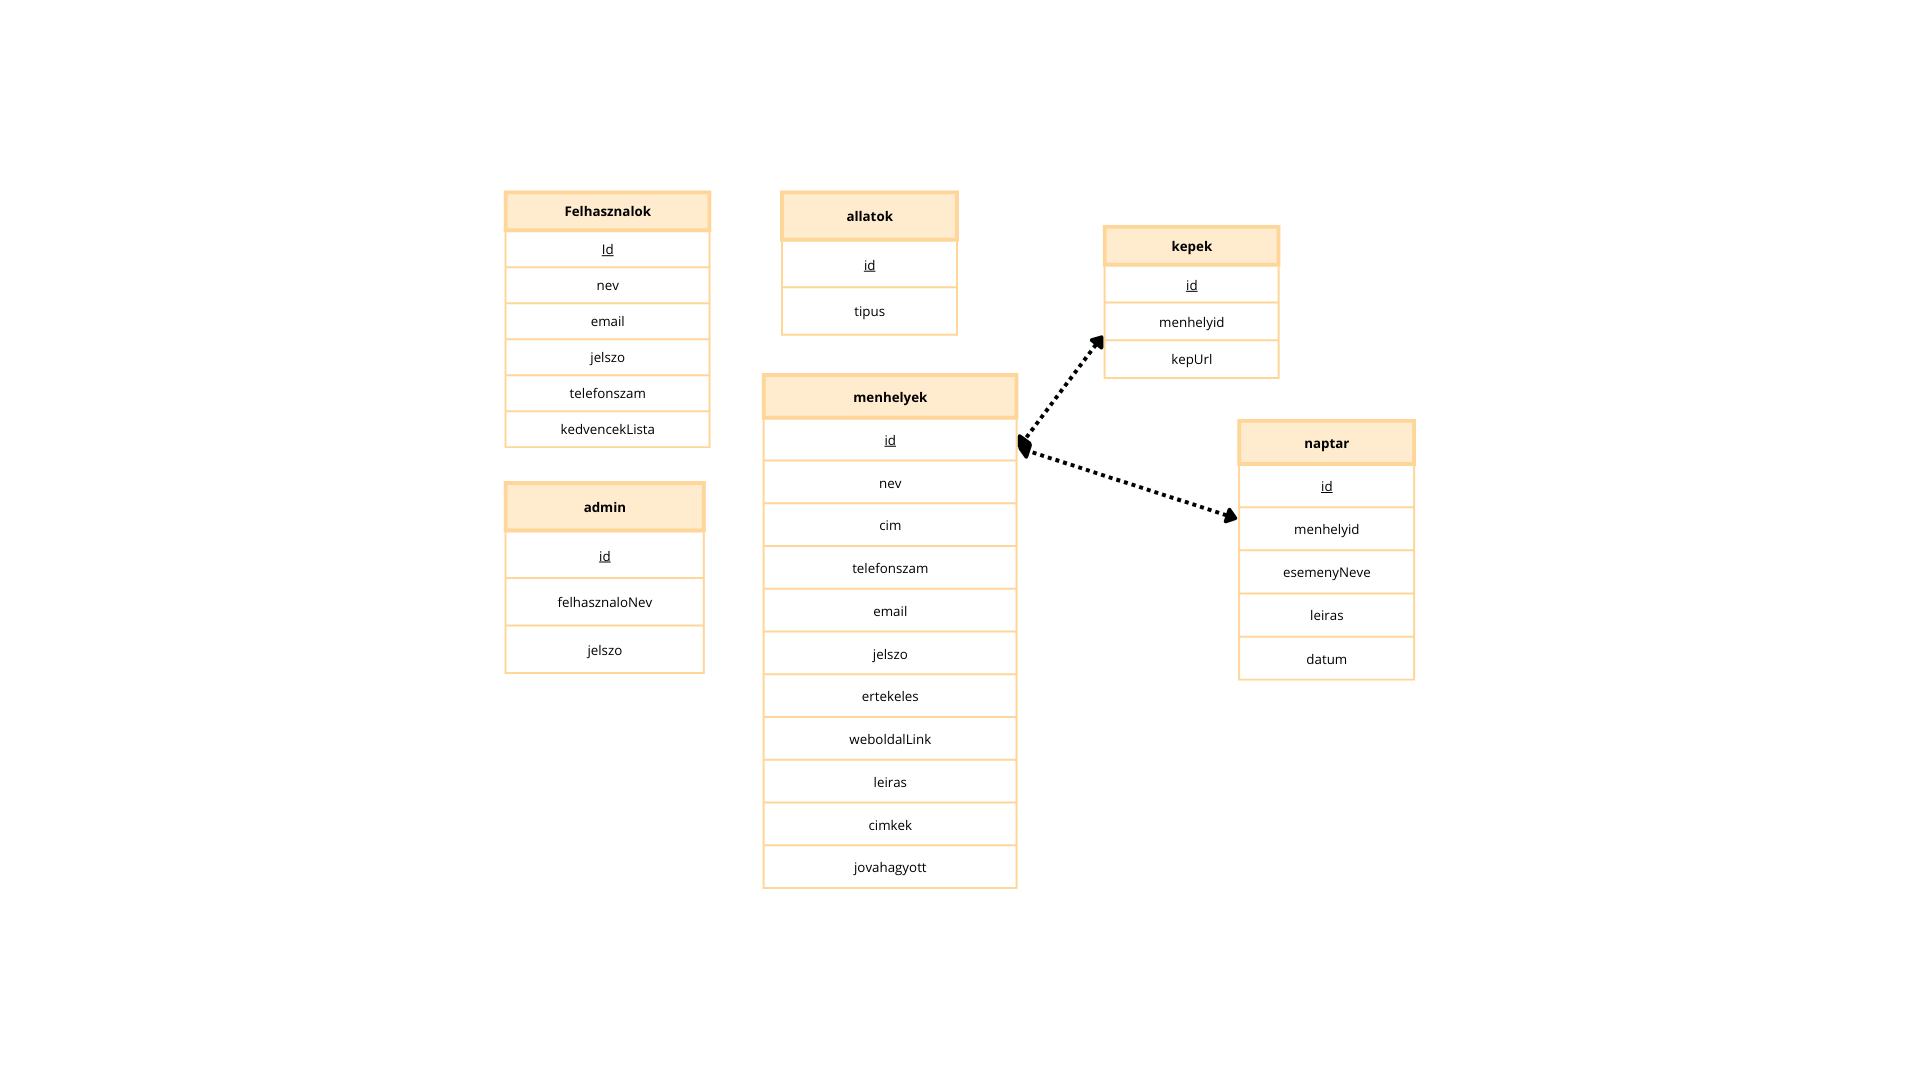 Felhasznalok
Id
nev
email
jelszo
telefonszam
kedvencekLista
admin
id
felhasznaloNev
jelszo
allatok
id
tipus
menhelyek
id
nev
cim
telefonszam
email
jelszo
ertekeles
weboldalLink
leiras
cimkek
jovahagyott
kepek
id
menhelyid
kepUrl
naptar
id
menhelyid
esemenyNeve
leiras
datum